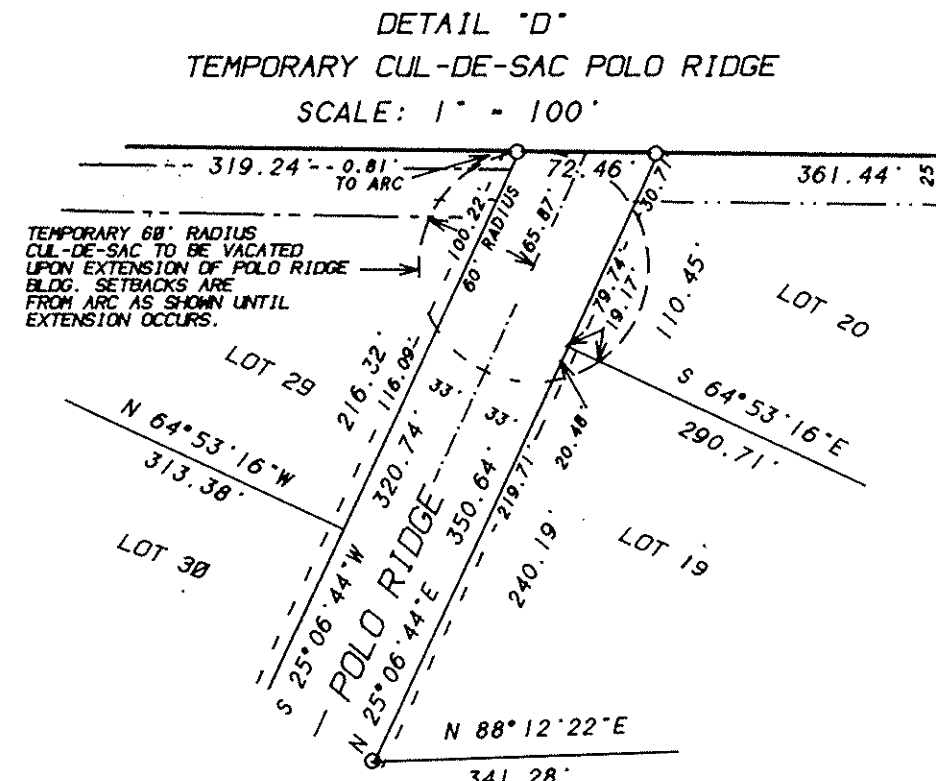 DETAIL "D"
TEMPORARY CUL-DE-SAC POLO RIDGE
SCALE: 1" - 100'
319.24'
0.81'
TO ARC
72.46'
361.44'
25
TEMPORARY 60' RADIUS
CUL-DE-SAC TO BE VACATED
UPON EXTENSION OF POLO RIDGE
BLDG. SETBACKS ARE
FROM ARC AS SHOWN UNTIL
EXTENSION OCCURS.
100.22'
60' RADIUS
65.87'
30.71
79.74'
19.17'
110.45'
LOT 20
LOT 29
216.32'
116.09'
33'
33'
S 64°53'16"E
290.71'
N 64°53'16"W
313.38'
320.74'
350.64'
219.71'
20.48'
240.19'
LOT 19
LOT 30
S 25°06'44"W
POLO RIDGE
N 25°06'44"E
N 88°12'22"E
341.28'